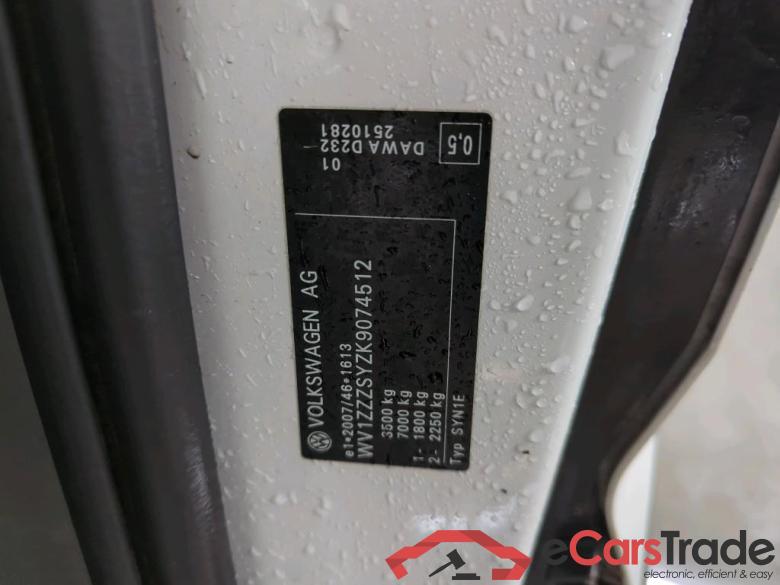 VOLKSWAGEN AG
e1*2007/46*1613
WV1ZZZSYZK9074512
3500 kg
7000 kg
1- 1800 kg
2- 2250 kg
Typ SYN1E
01
DAWA D232
2510281
0,5
eCarsTrade
electronic, efficient & easy